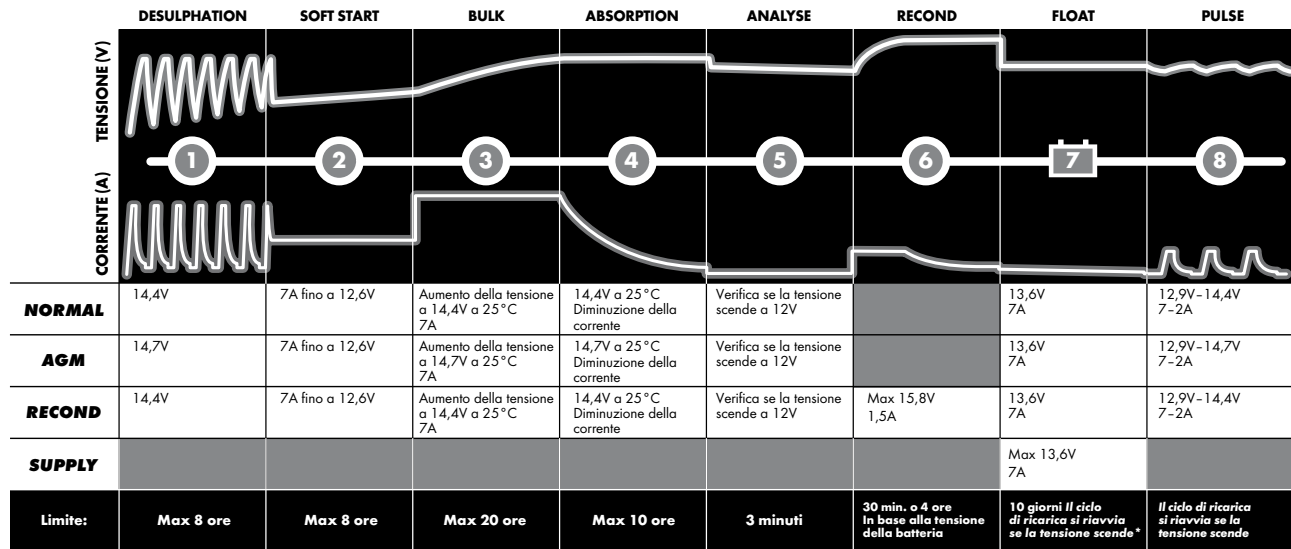 DESULPHATION SOFT START BULK ABSORPTION ANALYSE RECOND FLOAT PULSE
TENSIONE (V)
1 2 3 4 5 6 7 8
CORRENTE (A)
NORMAL
14,4V
7A fino a 12,6V
Aumento della tensione
a 14,4V a 25°C
7A
14,4V a 25°C
Diminuzione della
corrente
Verifica se la tensione
scende a 12V
13,6V
7A
12,9V–14,4V
7–2A
AGM
14,7V
7A fino a 12,6V
Aumento della tensione
a 14,7V a 25°C
7A
14,7V a 25°C
Diminuzione della
corrente
Verifica se la tensione
scende a 12V
13,6V
7A
12,9V–14,7V
7–2A
RECOND
14,4V
7A fino a 12,6V
Aumento della tensione
a 14,4V a 25°C
7A
14,4V a 25°C
Diminuzione della
corrente
Verifica se la tensione
scende a 12V
Max 15,8V
1,5A
13,6V
7A
12,9V–14,4V
7–2A
SUPPLY
Max 13,6V
7A
Limite:
Max 8 ore
Max 8 ore
Max 20 ore
Max 10 ore
3 minuti
30 min. o 4 ore
In base alla tensione
della batteria
10 giorni Il ciclo
di ricarica si riavvia
se la tensione scende*
Il ciclo di ricarica
si riavvia se la
tensione scende